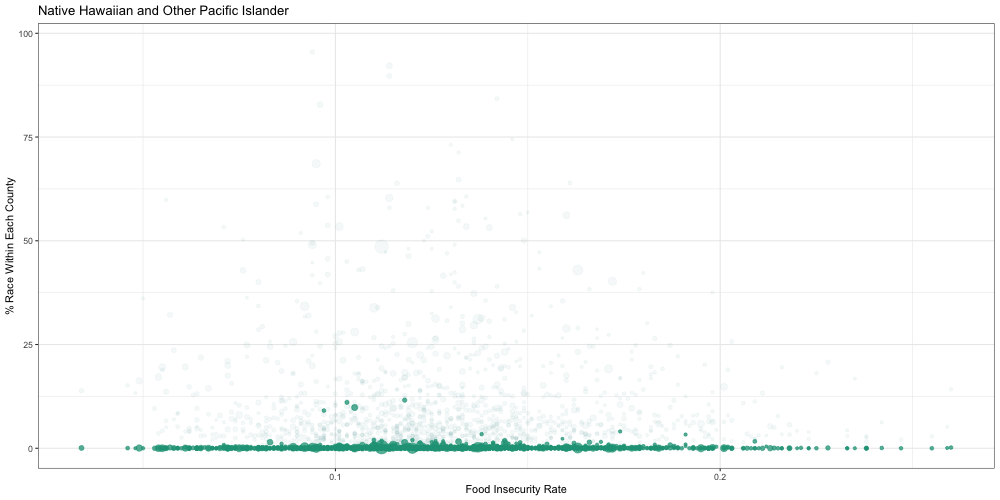 Native Hawaiian and Other Pacific Islander
% Race Within Each County
100
75
50
25
0
0.1
0.2
Food Insecurity Rate